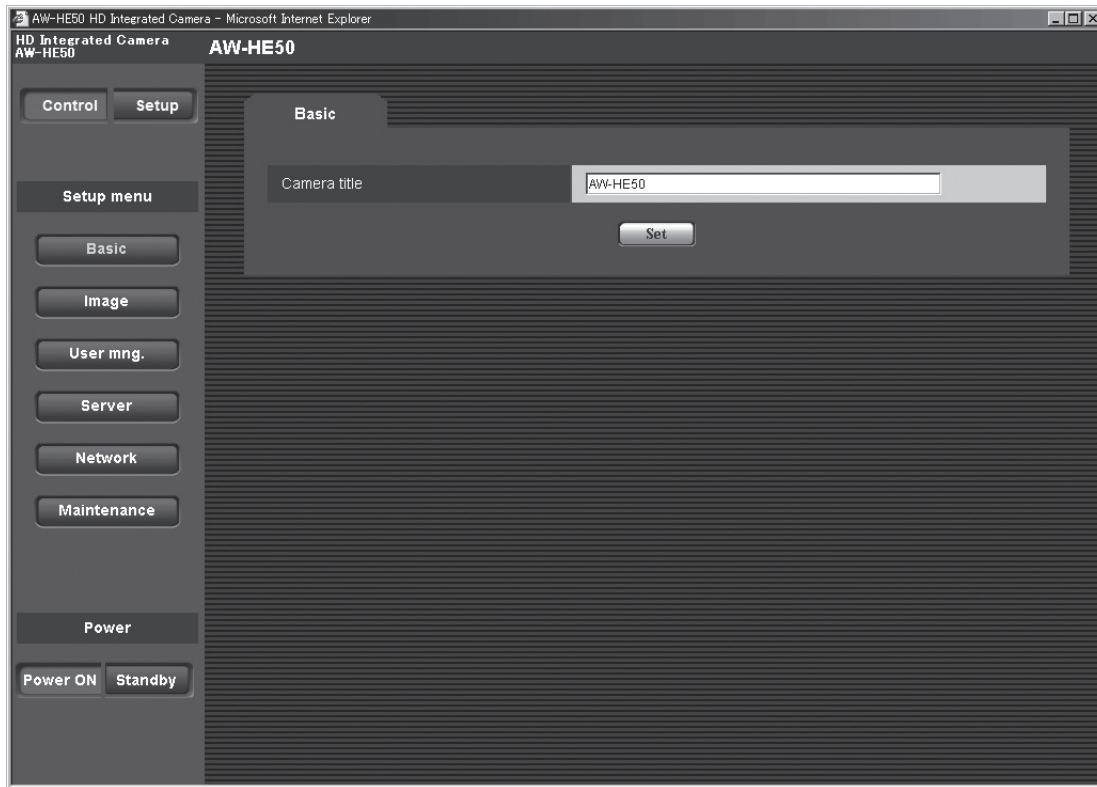 AW-HE50 HD Integrated Camera - Microsoft Internet Explorer
HD Integrated Camera
AW-HE50
AW-HE50
Control Setup
Basic
Camera title AW-HE50
Set
Setup menu
Basic
Image
User mng.
Server
Network
Maintenance
Power
Power ON Standby